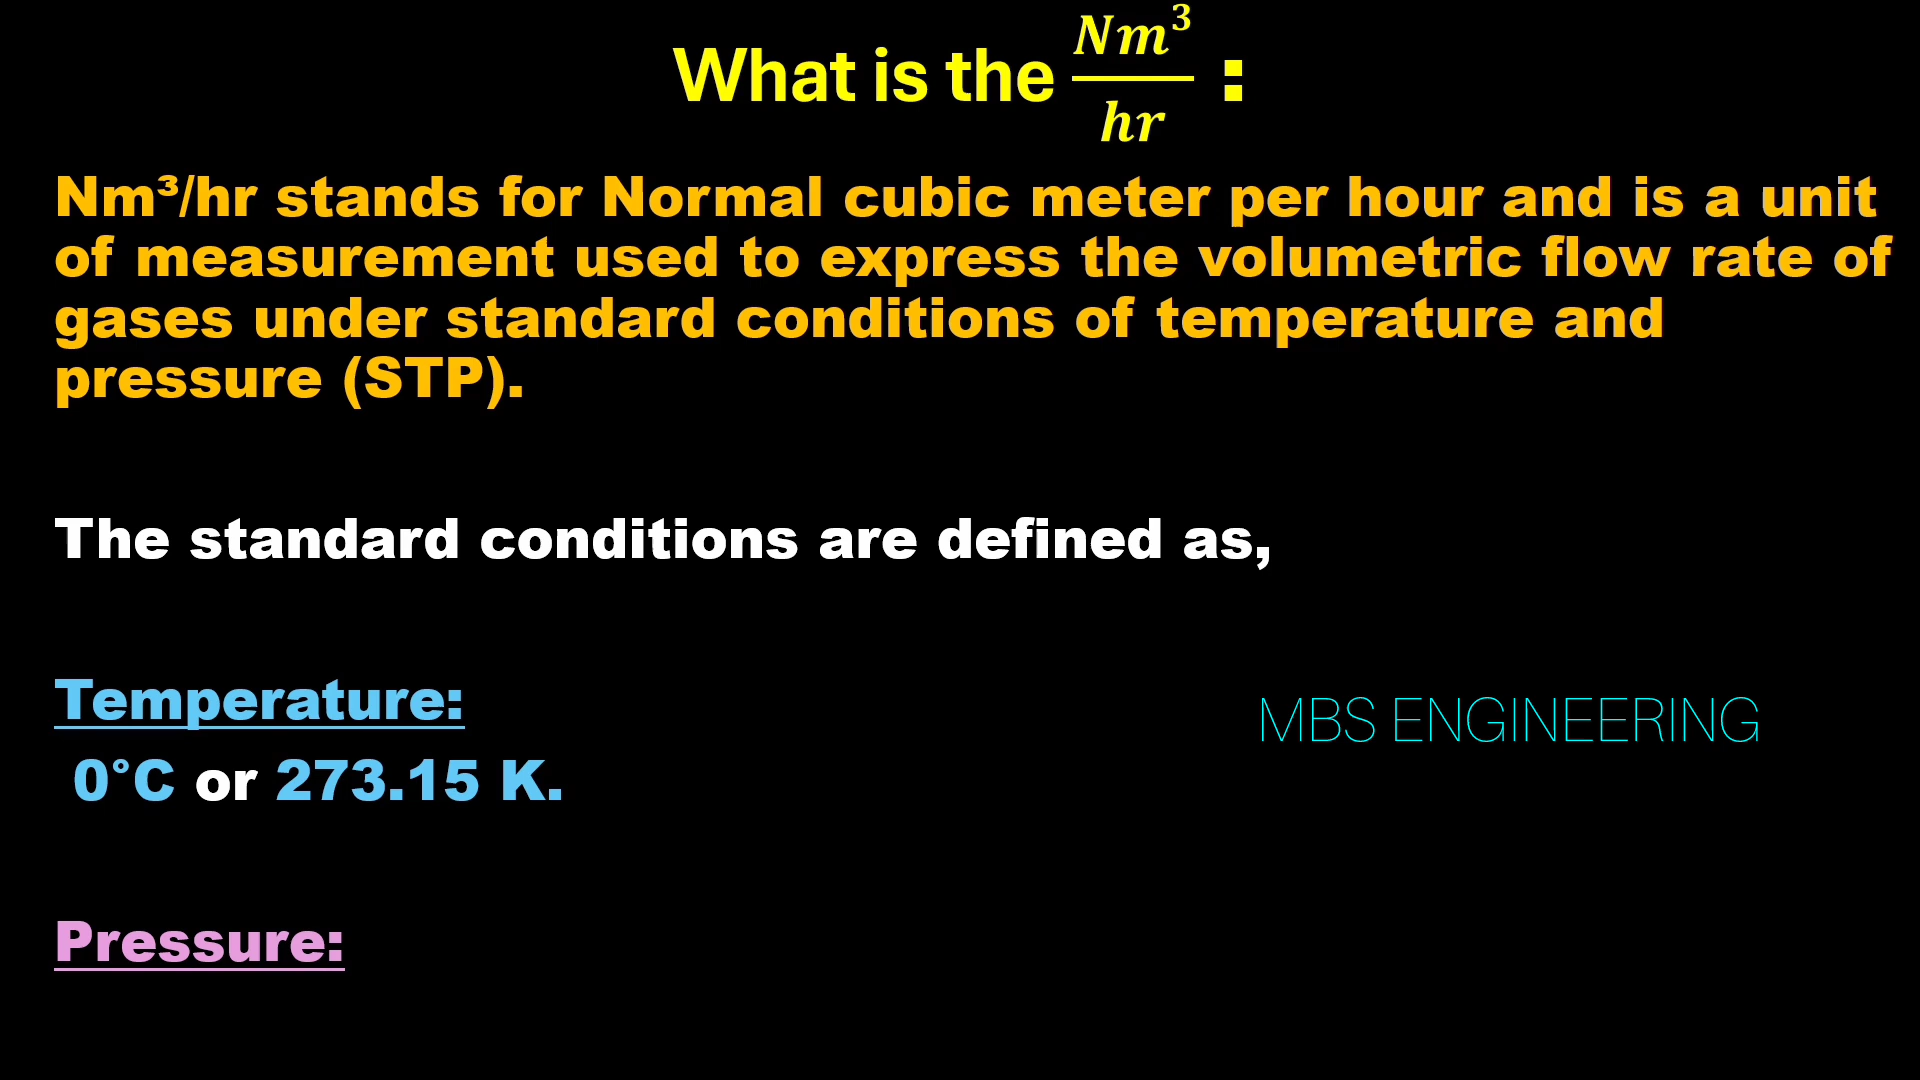 What is the Nm³/hr :
Nm³/hr stands for Normal cubic meter per hour and is a unit
of measurement used to express the volumetric flow rate of
gases under standard conditions of temperature and
pressure (STP).
The standard conditions are defined as,
Temperature:
MBS ENGINEERING
0°C or 273.15 K.
Pressure: